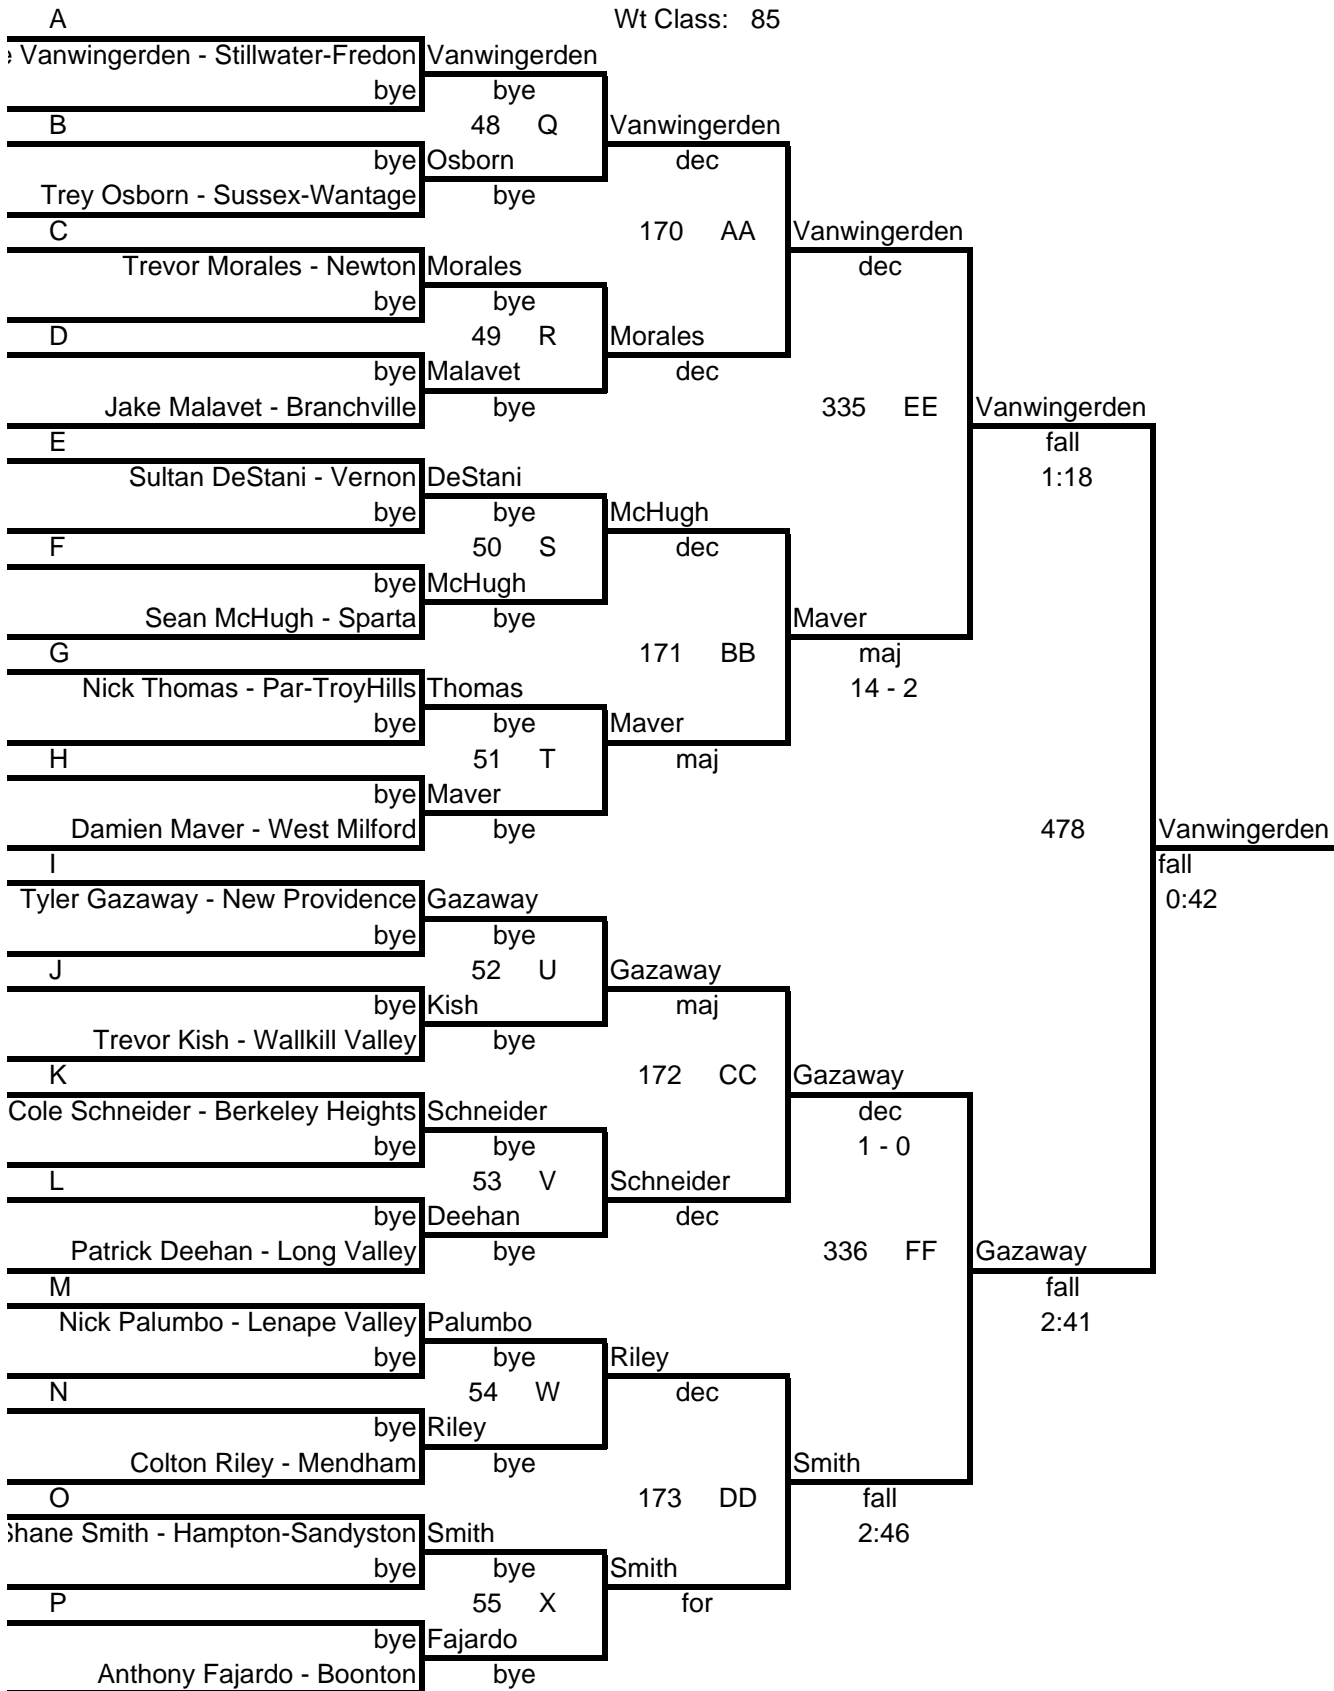 A Wt Class: 85
Vanwingerden - Stillwater-Fredon Vanwingerden
bye bye
B 48 Q Vanwingerden
bye Osborn dec
Trey Osborn - Sussex-Wantage bye
C 170 AA Vanwingerden
Trevor Morales - Newton Morales dec
bye bye
D 49 R Morales
bye Malavet dec
Jake Malavet - Branchville bye 335 EE Vanwingerden
E fall
Sultan DeStani - Vernon DeStani 1:18
bye bye McHugh
F 50 S dec
bye McHugh
Sean McHugh - Sparta bye Maver
G 171 BB maj
Nick Thomas - Par-TroyHills Thomas 14 - 2
bye bye Maver
H 51 T maj
bye Maver
Damien Maver - West Milford bye 478 Vanwingerden
I fall
Tyler Gazaway - New Providence Gazaway 0:42
bye bye
J 52 U Gazaway
bye Kish maj
Trevor Kish - Wallkill Valley bye
K 172 CC Gazaway
Cole Schneider - Berkeley Heights Schneider dec
bye bye 1 - 0
L 53 V Schneider
bye Deehan dec
Patrick Deehan - Long Valley bye 336 FF Gazaway
M fall
Nick Palumbo - Lenape Valley Palumbo 2:41
bye bye Riley
N 54 W dec
bye Riley
Colton Riley - Mendham bye Smith
O 173 DD fall
Shane Smith - Hampton-Sandyston Smith 2:46
bye bye Smith
P 55 X for
bye Fajardo
Anthony Fajardo - Boonton bye